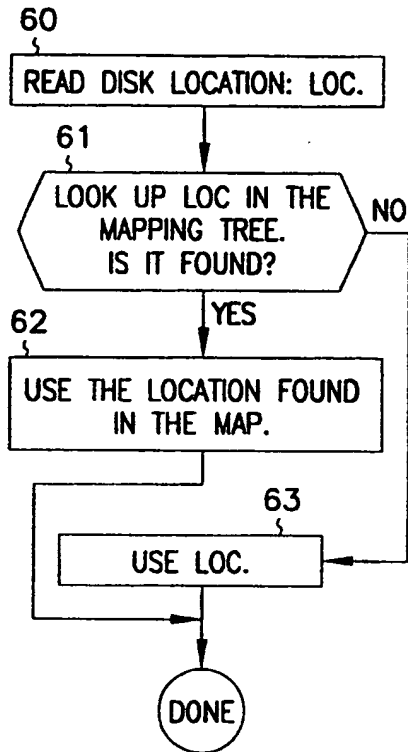 60
READ DISK LOCATION: LOC.
61
LOOK UP LOC IN THE
MAPPING TREE.
IS IT FOUND?
NO
YES
62
USE THE LOCATION FOUND
IN THE MAP.
63
USE LOC.
DONE